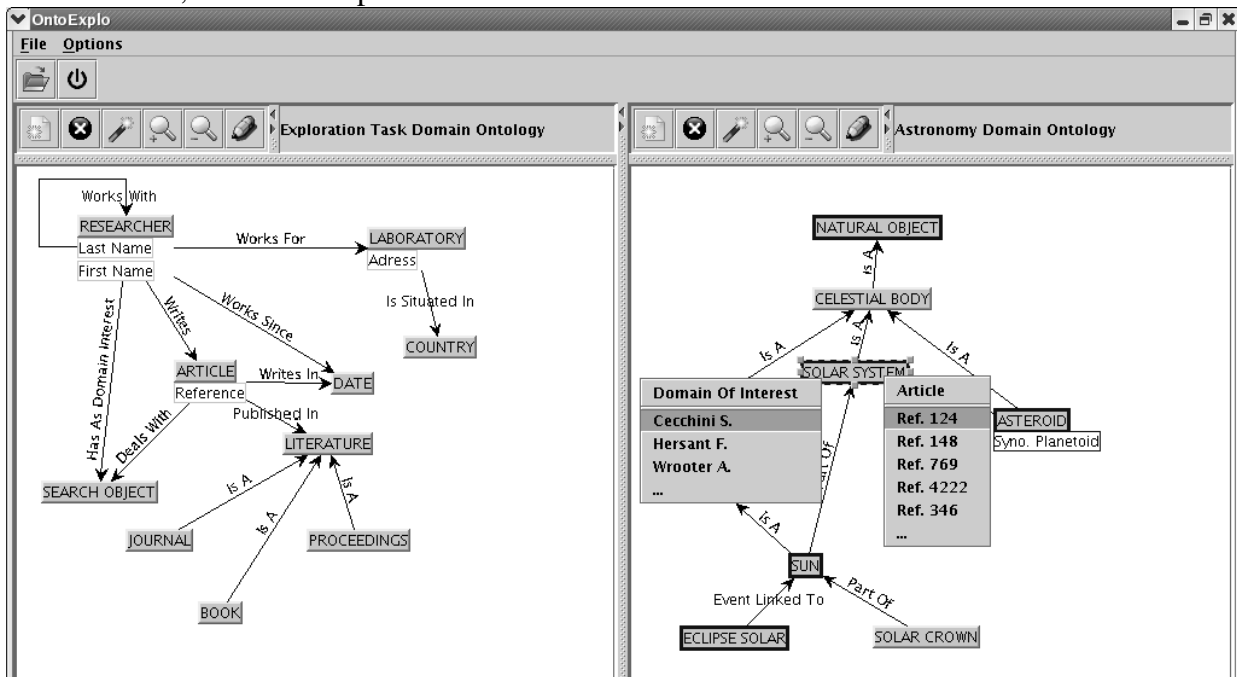 OntoExplo
File Options
Exploration Task Domain Ontology
Works With
RESEARCHER
Last Name
First Name
Works For
LABORATORY
Adress
Is Situated In
COUNTRY
Has As Domain Interest
Writes
Works Since
ARTICLE
Reference
Writes In
DATE
Deals With
Published In
LITERATURE
SEARCH OBJECT
Is A
Is A
Is A
JOURNAL
PROCEEDINGS
BOOK
Astronomy Domain Ontology
NATURAL OBJECT
Is A
CELESTIAL BODY
Is A
Is A
Is A
SOLAR SYSTEM
Domain Of Interest
Cecchini S.
Hersant F.
Wrooter A.
...
Article
Ref. 124
Ref. 148
Ref. 769
Ref. 4222
Ref. 346
...
ASTEROID
Syno. Planetoid
Of
Is A
SUN
Event Linked To
Part Of
ECLIPSE SOLAR
SOLAR CROWN